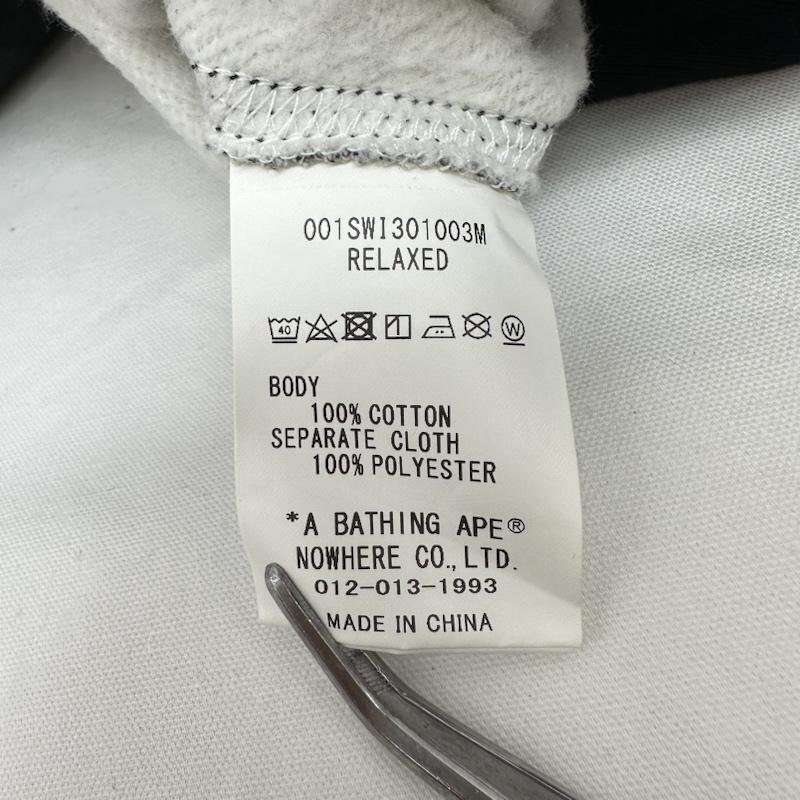 001SWI301003M
RELAXED
40
W
BODY
100% COTTON
SEPARATE CLOTH
100% POLYESTER
*A BATHING APE®
NOWHERE CO.,LTD.
012-013-1993
MADE IN CHINA